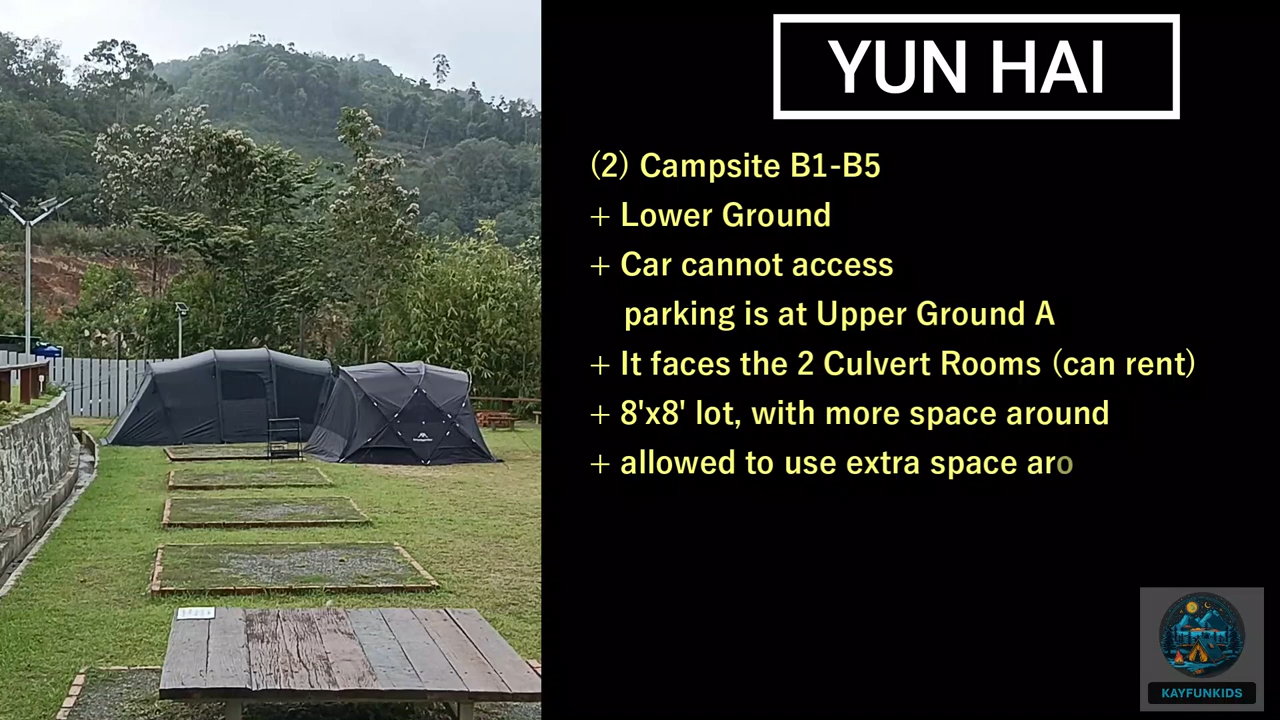 YUN HAI
(2) Campsite B1-B5
+ Lower Ground
+ Car cannot access
parking is at Upper Ground A
+ It faces the 2 Culvert Rooms (can rent)
+ 8'x8' lot, with more space around
+ allowed to use extra space aro
KAYFUNKIDS